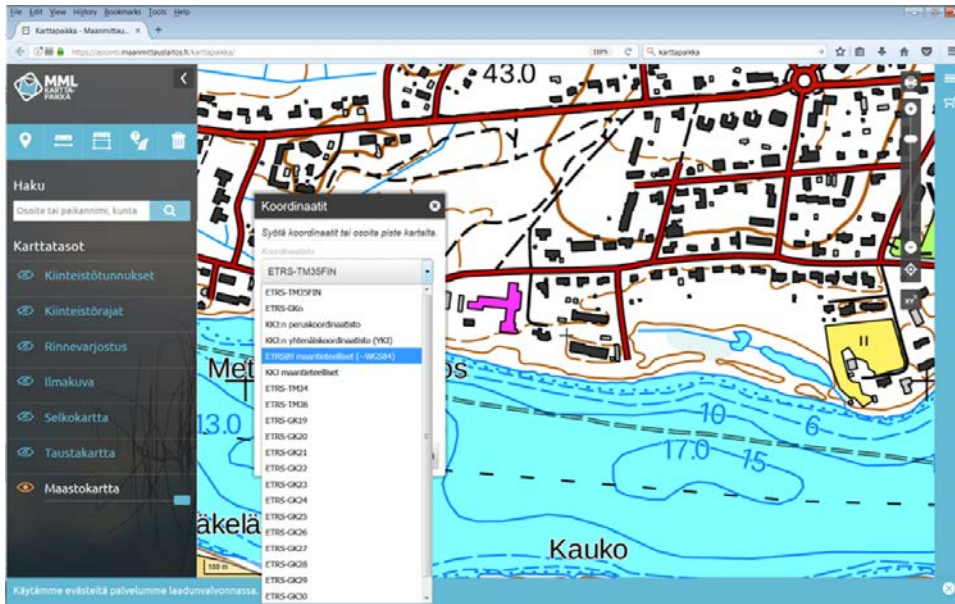 File Edit View History Bookmarks Tools Help
Karttapaikka - Maanmittau... × +
https://asiointi.maanmittauslaitos.fi/karttapaikka/
karttapaikka
MML
KARTTA-
PAIKKA
Haku
Osoite tai paikannimi, kunta
Karttatasot
Kiinteistötunnukset
Kiinteistörajat
Rinnevarjostus
Ilmakuva
Selkokartta
Taustakartta
Maastokartta
43.0
Koordinaatit
Syötä koordinaatit tai osoita piste kartalta.
Koordinaatisto
ETRS-TM35FIN
ETRS-TM35FIN
ETRS-GKn
KKJ:n peruskoordinaatisto
KKJ:n yhtenäiskoordinaatisto (YKJ)
ETRS89 maantieteelliset (~WGS84)
KKJ maantieteelliset
ETRS-TM34
ETRS-TM36
ETRS-GK19
ETRS-GK20
ETRS-GK21
ETRS-GK22
ETRS-GK23
ETRS-GK24
ETRS-GK25
ETRS-GK26
ETRS-GK27
ETRS-GK28
ETRS-GK29
ETRS-GK30
XY
II
Met
os
13.0
10
6
17.0
15
äkelä
Kauko
100 m
Käytämme evästeitä palvelumme laadunvalvonnassa.